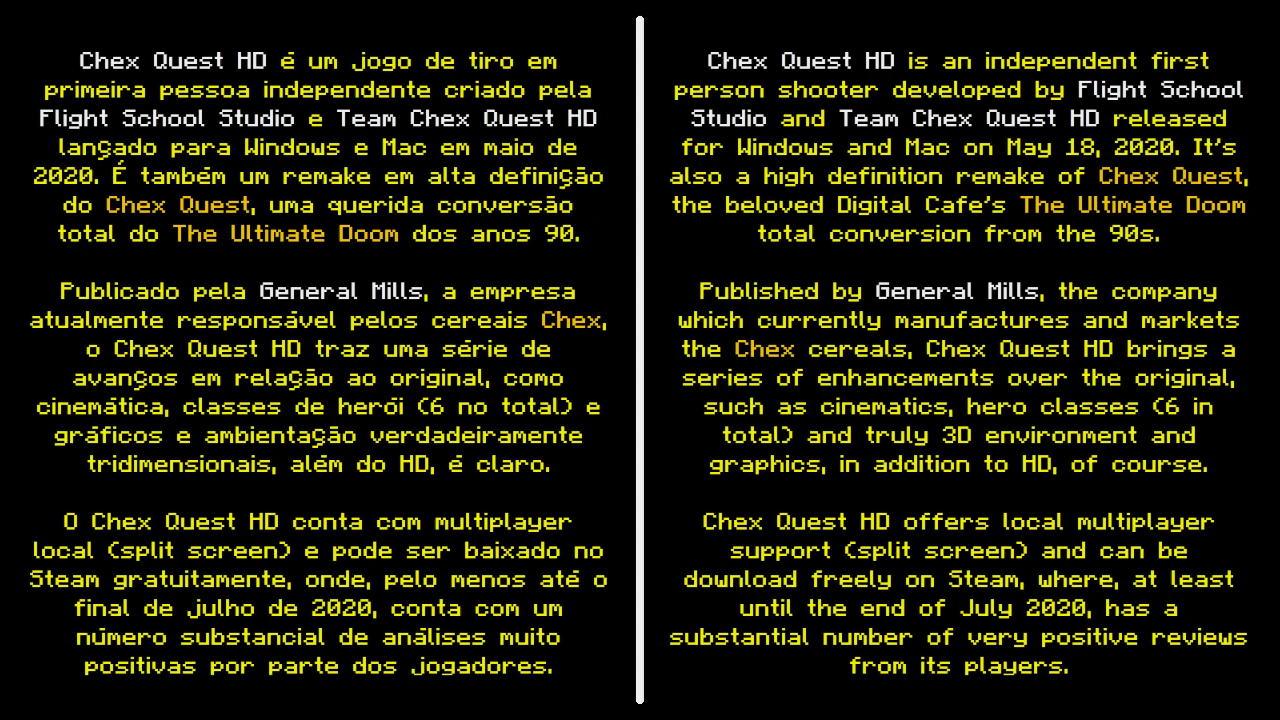 Chex Quest HD é um jogo de tiro em
primeira pessoa independente criado pela
Flight School Studio e Team Chex Quest HD
lançado para Windows e Mac em maio de
2020. É também um remake em alta definição
do Chex Quest, uma querida conversão
total do The Ultimate Doom dos anos 90.

Publicado pela General Mills, a empresa
atualmente responsável pelos cereais Chex,
o Chex Quest HD traz uma série de
avanços em relação ao original, como
cinemática, classes de herói (6 no total) e
gráficos e ambientação verdadeiramente
tridimensionais, além do HD, é claro.

O Chex Quest HD conta com multiplayer
local (split screen) e pode ser baixado no
Steam gratuitamente, onde, pelo menos até o
final de julho de 2020, conta com um
número substancial de análises muito
positivas por parte dos jogadores.

Chex Quest HD is an independent first
person shooter developed by Flight School
Studio and Team Chex Quest HD released
for Windows and Mac on May 18, 2020. It's
also a high definition remake of Chex Quest,
the beloved Digital Cafe's The Ultimate Doom
total conversion from the 90s.

Published by General Mills, the company
which currently manufactures and markets
the Chex cereals, Chex Quest HD brings a
series of enhancements over the original,
such as cinematics, hero classes (6 in
total) and truly 3D environment and
graphics, in addition to HD, of course.

Chex Quest HD offers local multiplayer
support (split screen) and can be
download freely on Steam, where, at least
until the end of July 2020, has a
substantial number of very positive reviews
from its players.